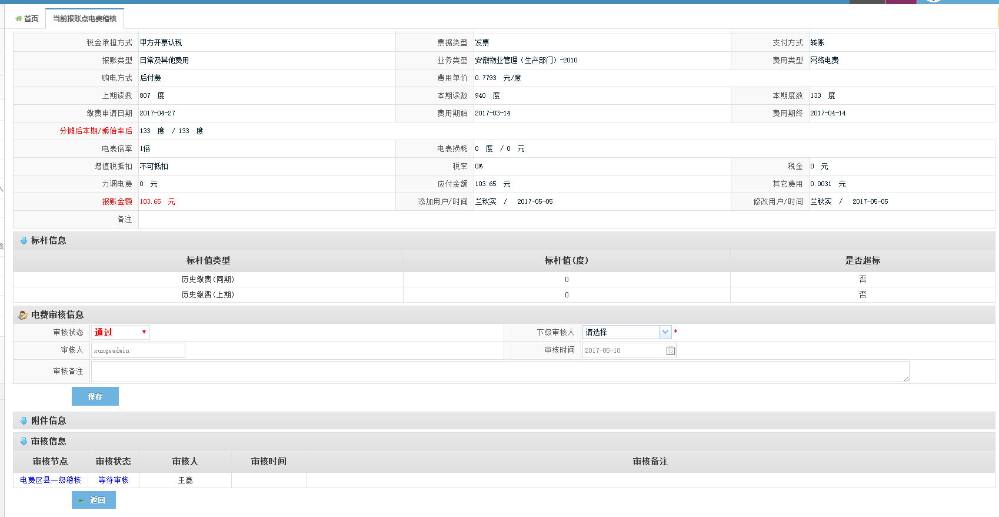 首页 当前报账点电费稽核
税金承担方式 甲方开票认税 票据类型 发票 支付方式 转账
报账类型 日常及其他费用 业务类型 安徽物业管理（生产部门）-2010 费用类型 网络电费
购电方式 后付费 费用单价 0.7793 元/度
上期读数 807 度 本期读数 940 度 本期度数 133 度
缴费申请日期 2017-04-27 费用期始 2017-03-14 费用期终 2017-04-14
分摊后本期/乘倍率后 133 度 / 133 度
电表倍率 1倍 电表损耗 0 度 / 0 元
增值税抵扣 不可抵扣 税率 0% 税金 0 元
力调电费 0 元 应付金额 103.65 元 其它费用 0.0031 元
报账金额 103.65 元 添加用户/时间 兰秋实 / 2017-05-05 修改用户/时间 兰秋实 / 2017-05-05
备注
标杆信息
标杆值类型 标杆值(度) 是否超标
历史缴费(同期) 0 否
历史缴费(上期) 0 否
电费审核信息
审核状态 通过 下级审核人 请选择 *
审核人 xungeadmin 审核时间 2017-05-10 12
审核备注
保存
附件信息
审核信息
审核节点 审核状态 审核人 审核时间 审核备注
电费区县一级稽核 等待审核 王鑫
返回